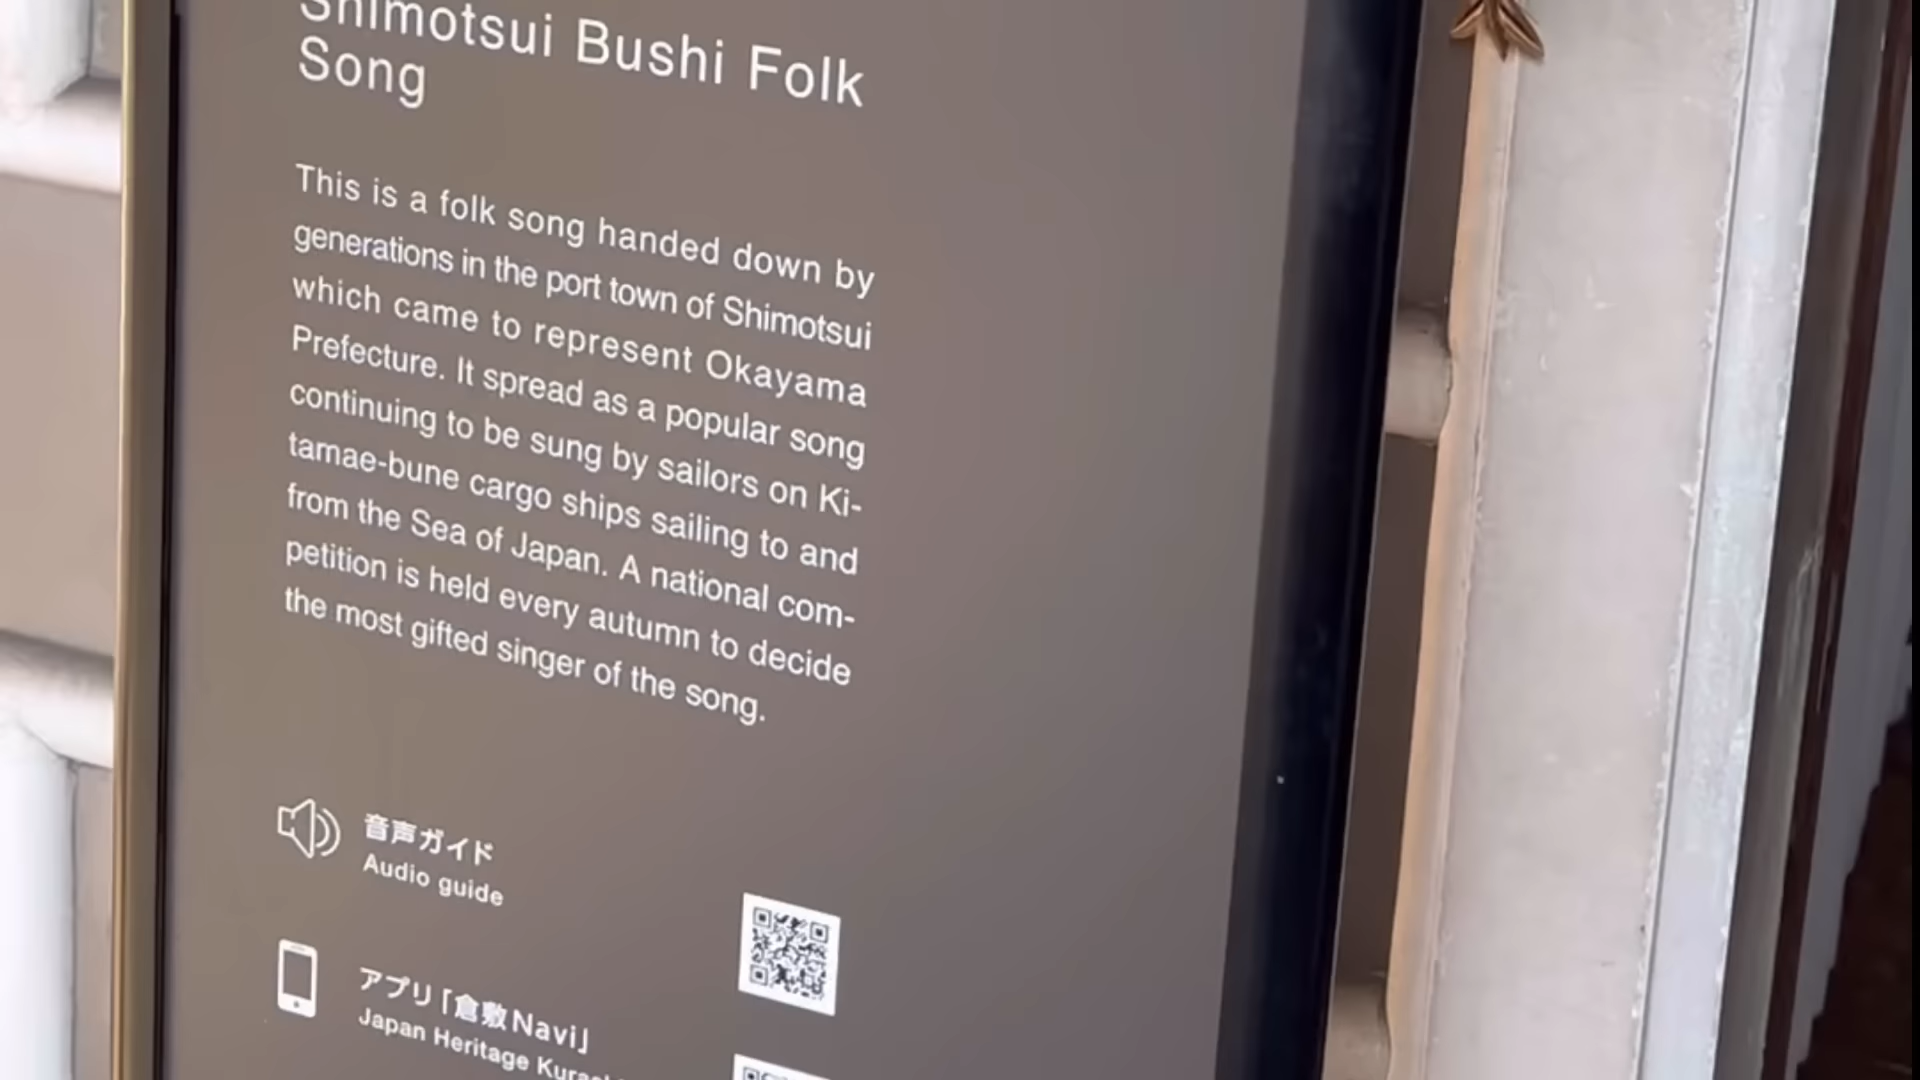 Shimotsui Bushi Folk
Song
This is a folk song handed down by
generations in the port town of Shimotsui
which came to represent Okayama
Prefecture. It spread as a popular song
continuing to be sung by sailors on Ki-
tamae-bune cargo ships sailing to and
from the Sea of Japan. A national com-
petition is held every autumn to decide
the most gifted singer of the song.
音声ガイド
Audio guide
アプリ「倉敷Navi」
Japan Heritage